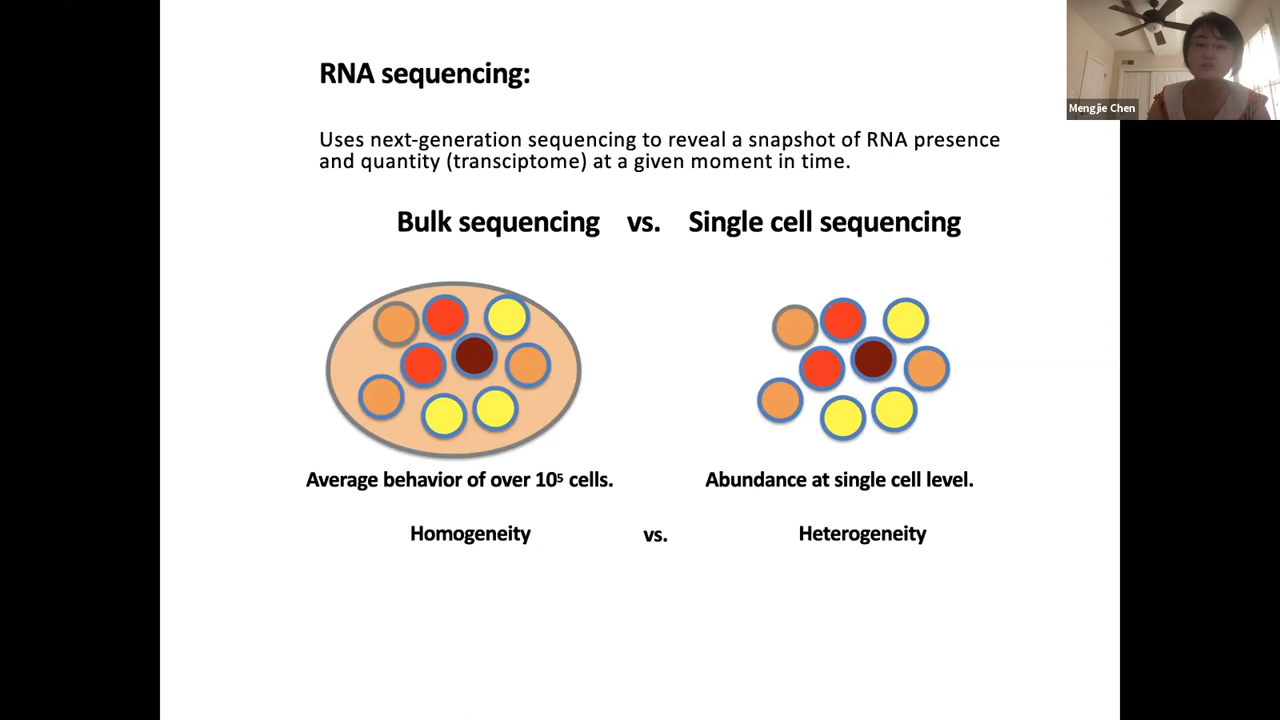 RNA sequencing:
Mengjie Chen
Uses next-generation sequencing to reveal a snapshot of RNA presence
and quantity (transciptome) at a given moment in time.
Bulk sequencing vs. Single cell sequencing
Average behavior of over 10⁵ cells. Abundance at single cell level.
Homogeneity vs. Heterogeneity